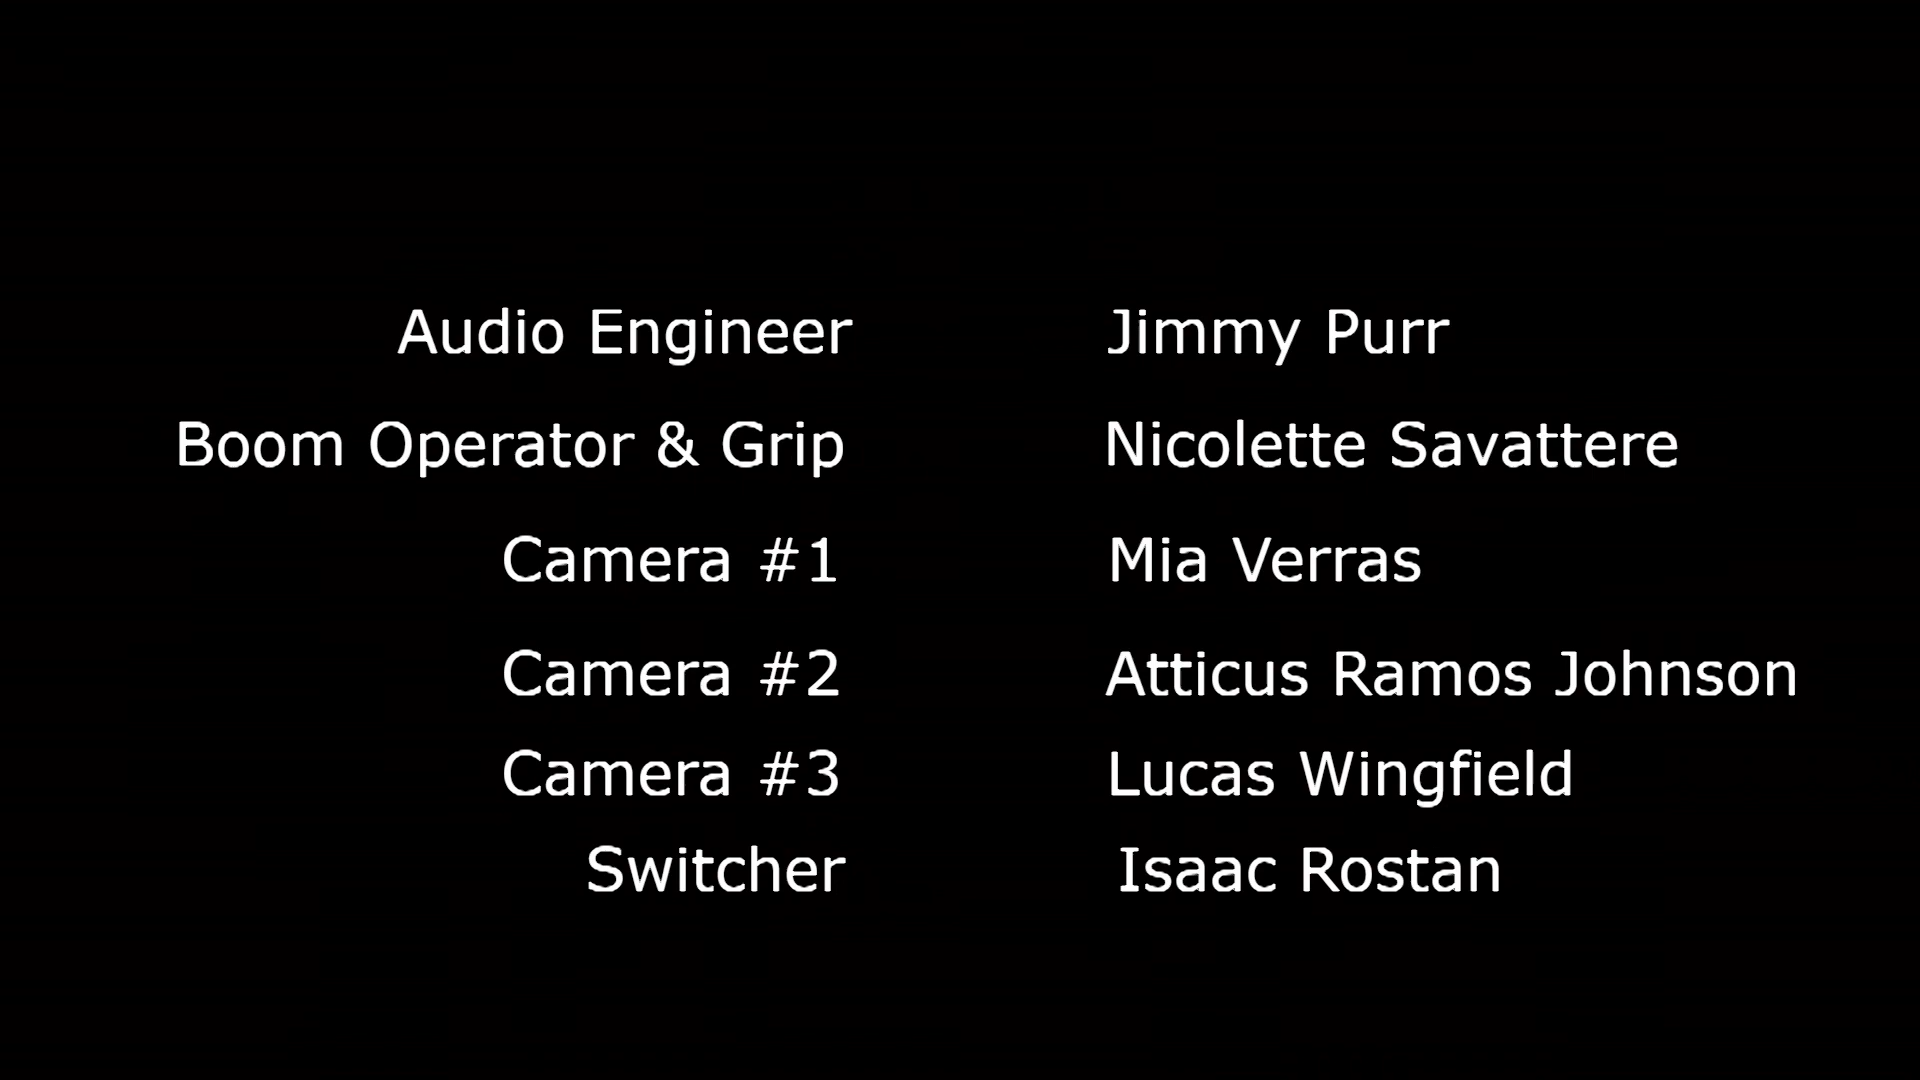 Audio Engineer Jimmy Purr
Boom Operator & Grip Nicolette Savattere
Camera #1 Mia Verras
Camera #2 Atticus Ramos Johnson
Camera #3 Lucas Wingfield
Switcher Isaac Rostan